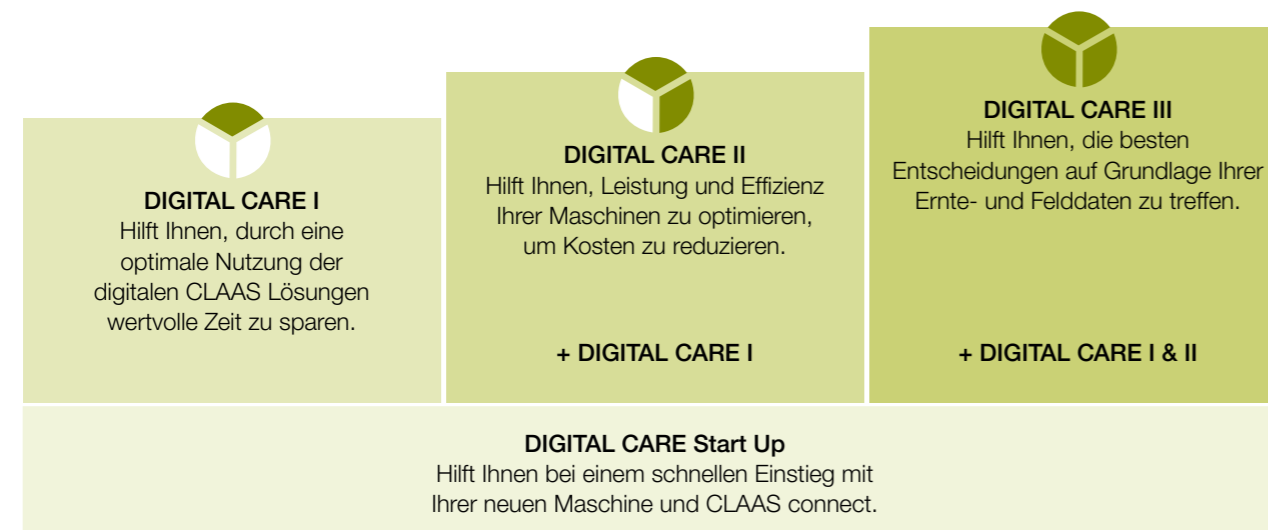 DIGITAL CARE I
Hilft Ihnen, durch eine
optimale Nutzung der
digitalen CLAAS Lösungen
wertvolle Zeit zu sparen.
DIGITAL CARE II
Hilft Ihnen, Leistung und Effizienz
Ihrer Maschinen zu optimieren,
um Kosten zu reduzieren.
+ DIGITAL CARE I
DIGITAL CARE III
Hilft Ihnen, die besten
Entscheidungen auf Grundlage Ihrer
Ernte- und Felddaten zu treffen.
+ DIGITAL CARE I & II
DIGITAL CARE Start Up
Hilft Ihnen bei einem schnellen Einstieg mit
Ihrer neuen Maschine und CLAAS connect.